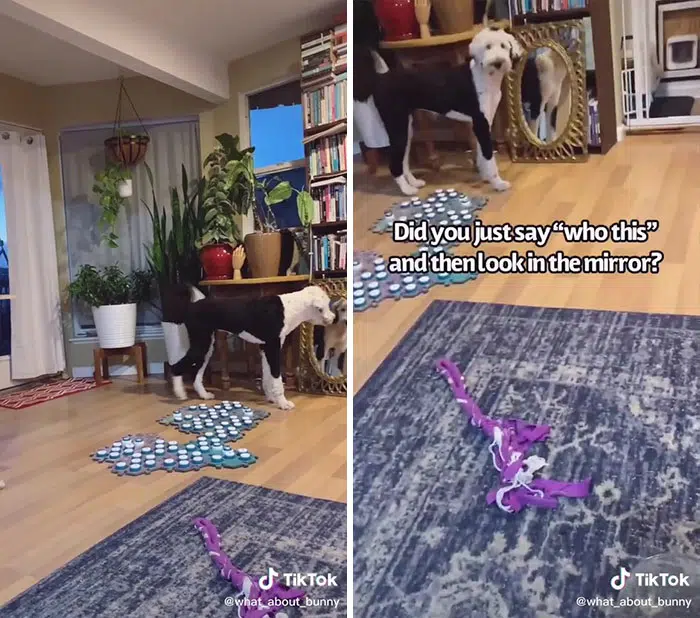 Did you just say “who this”
and then look in the mirror?
TikTok
@what_about_bunny
TikTok
@what_about_bunny